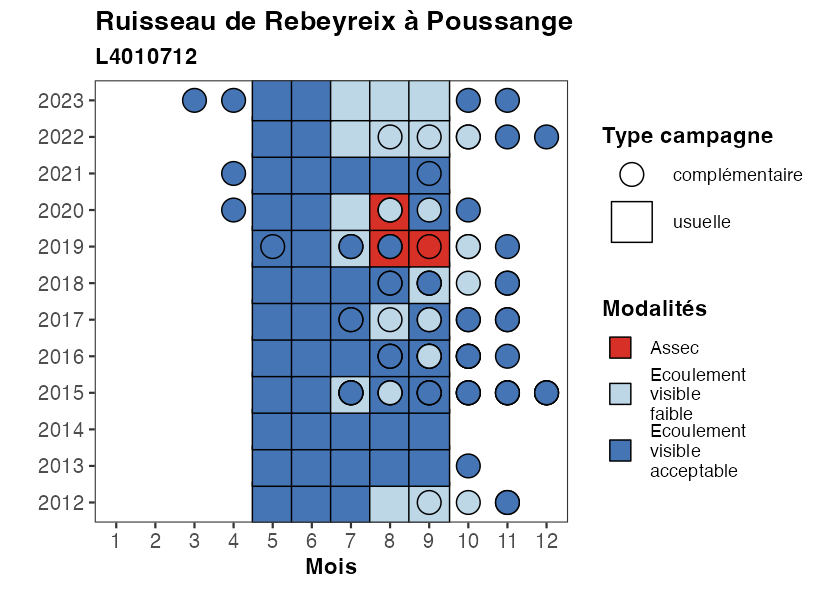 Ruisseau de Rebeyreix à Poussange
L4010712
2023
2022
2021
2020
2019
2018
2017
2016
2015
2014
2013
2012
1 2 3 4 5 6 7 8 9 10 11 12
Mois
Type campagne
complémentaire
usuelle
Modalités
Assec
Ecoulement
visible
faible
Ecoulement
visible
acceptable